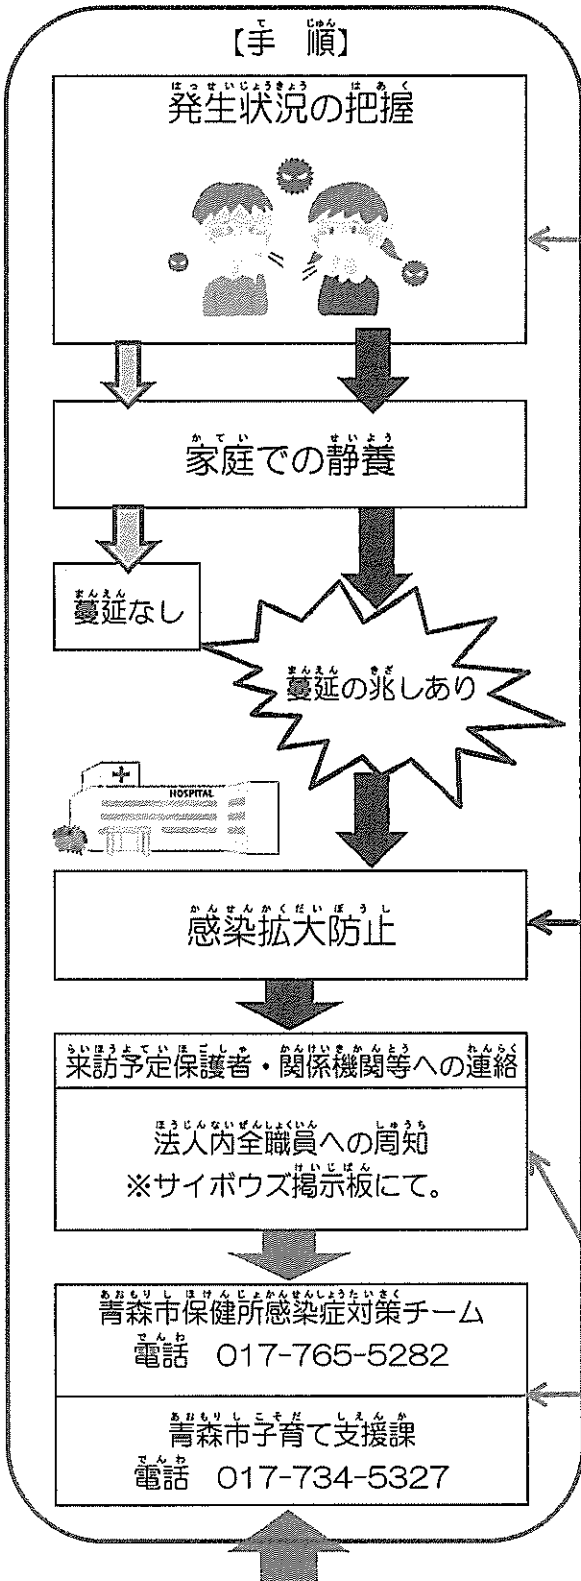 【手　順】
発生状況の把握
家庭での静養
蔓延なし
蔓延の兆しあり
HOSPITAL
感染拡大防止
来訪予定保護者・関係機関等への連絡
法人内全職員への周知
※サイボウズ掲示板にて。
青森市保健所感染症対策チーム
電話　017-765-5282
青森市子育て支援課
電話　017-734-5327